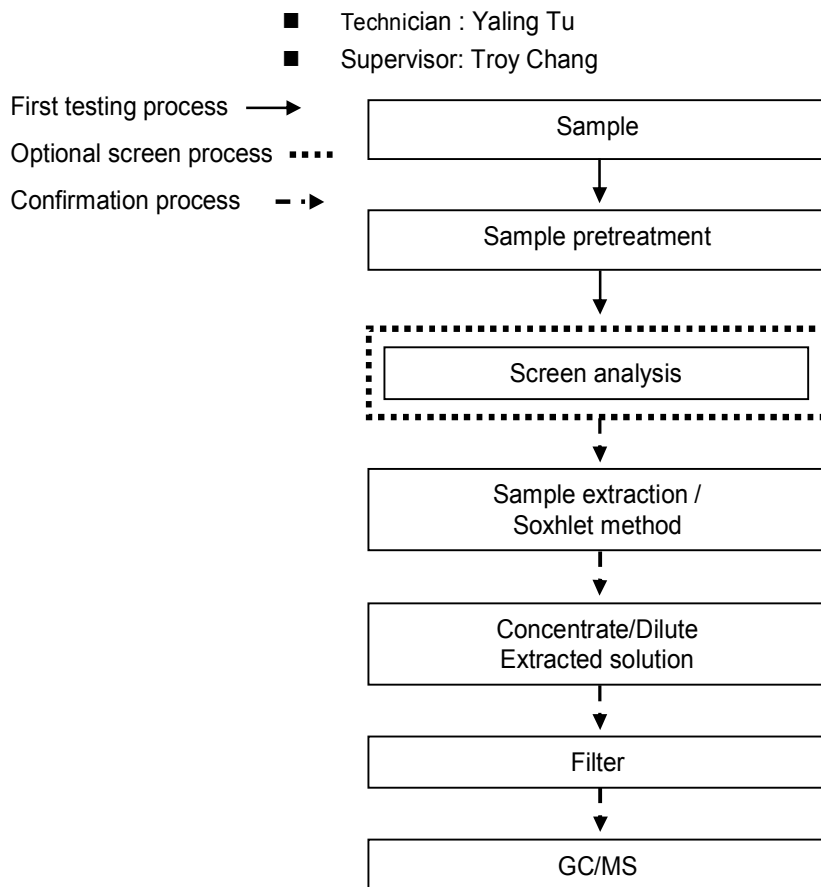 Technician : Yaling Tu
Supervisor: Troy Chang
First testing process
Optional screen process
Confirmation process
Sample
Sample pretreatment
Screen analysis
Sample extraction /
Soxhlet method
Concentrate/Dilute
Extracted solution
Filter
GC/MS